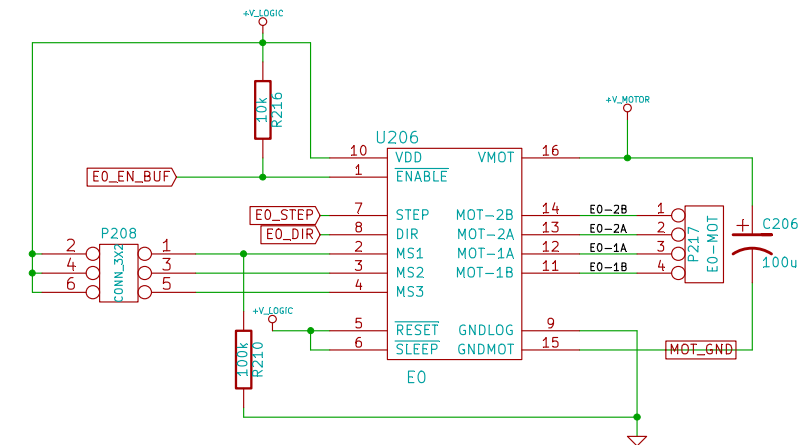 +V_LOGIC
10k
R216
+V_MOTOR
U206
10 VDD VMOT 16
E0_EN_BUF 1 ENABLE
E0_STEP 7 STEP MOT-2B 14 E0-2B 1
E0_DIR 8 DIR MOT-2A 13 E0-2A 2
2 MS1 MOT-1A 12 E0-1A 3
3 MS2 MOT-1B 11 E0-1B 4
4 MS3
P217
E0-MOT
C206
100u
P208
2 1
4 3
6 5
CONN_3X2
+V_LOGIC
5 RESET GNDLOG 9
6 SLEEP GNDMOT 15 MOT_GND
100k
R210
E0